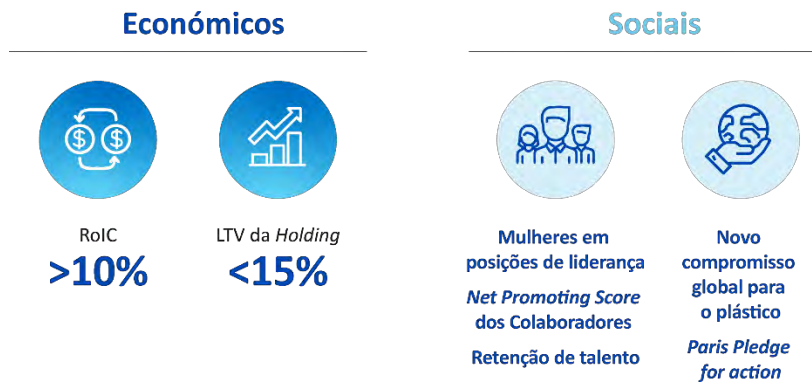 Económicos
RoIC
>10%
LTV da Holding
<15%
Sociais
Mulheres em
posições de liderança
Net Promoting Score
dos Colaboradores
Retenção de talento
Novo
compromisso
global para
o plástico
Paris Pledge
for action